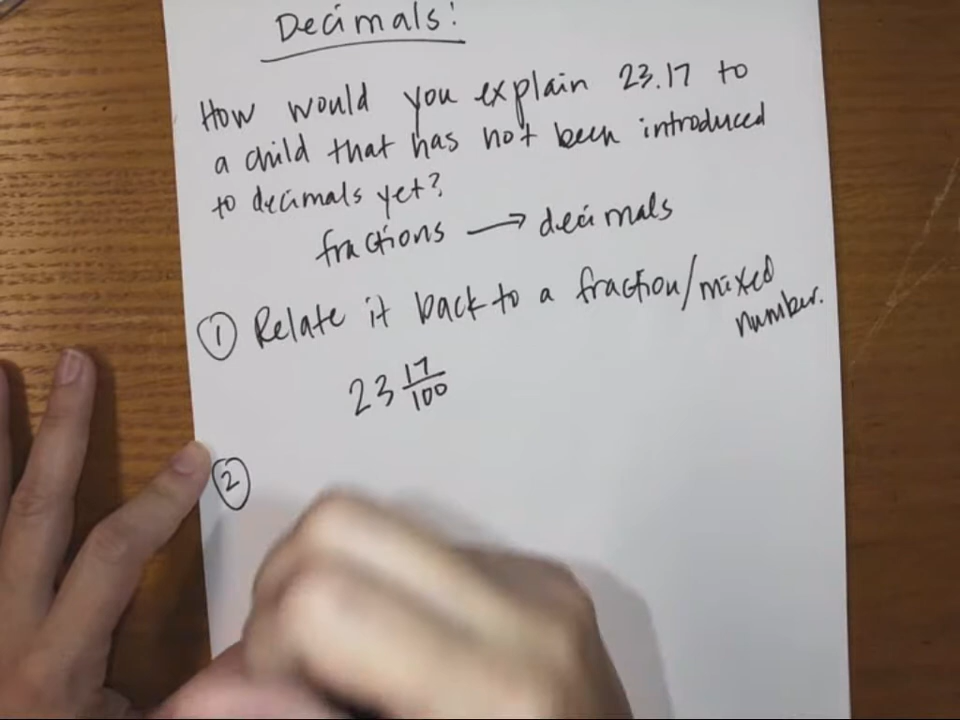 Decimals:
How would you explain 23.17 to
a child that has not been introduced
to decimals yet?
fractions → decimals
① Relate it back to a fraction/mixed
number.
23 17/100
②